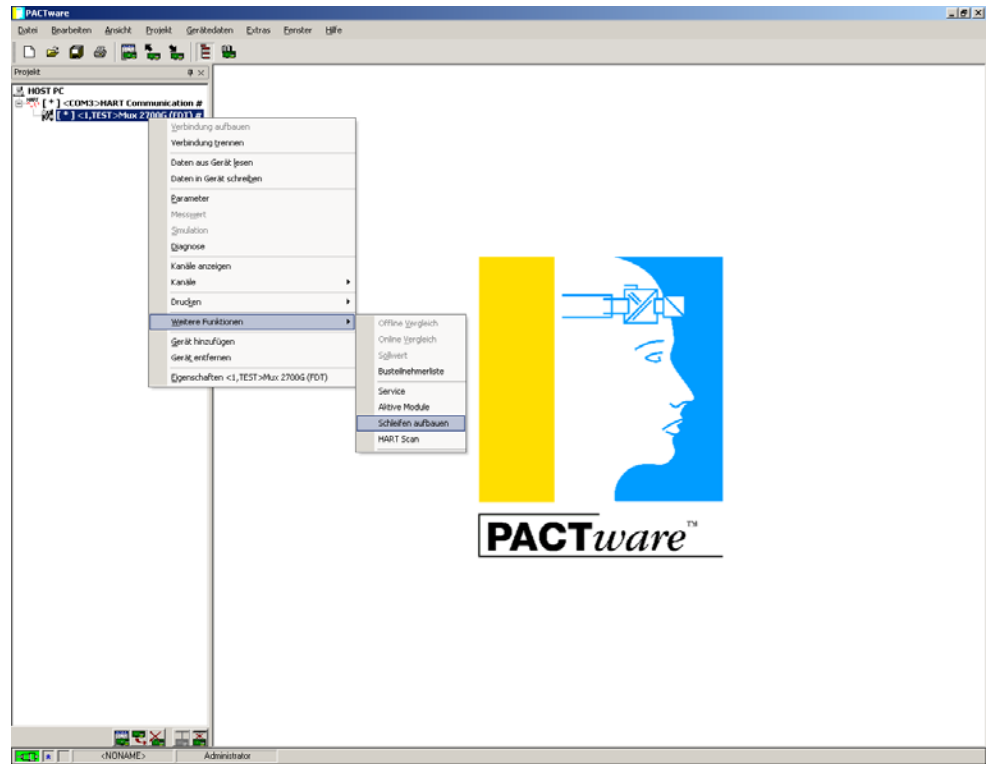 PACTware
Datei Bearbeiten Ansicht Projekt Gerätedaten Extras Fenster Hilfe
Projekt
HOST PC
[ * ] <COM3>HART Communication #
[ * ] <1,TEST>Mux 2700G (FDT) #
Verbindung aufbauen
Verbindung trennen
Daten aus Gerät lesen
Daten in Gerät schreiben
Parameter
Messwert
Simulation
Diagnose
Kanäle anzeigen
Kanäle
Drucken
Weitere Funktionen
Gerät hinzufügen
Gerät entfernen
Eigenschaften <1,TEST>Mux 2700G (FDT)
Offline Vergleich
Online Vergleich
Sollwert
Busteilnehmerliste
Service
Aktive Module
Schleifen aufbauen
HART Scan
PACTware™
<NONAME> Administrator